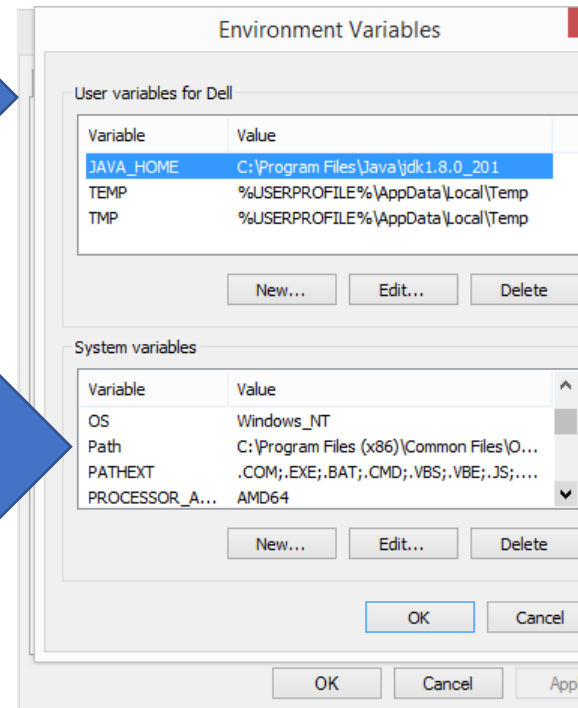 Environment Variables
User variables for Dell
Variable Value
JAVA_HOME C:\Program Files\Java\jdk1.8.0_201
TEMP %USERPROFILE%\AppData\Local\Temp
TMP %USERPROFILE%\AppData\Local\Temp
New... Edit... Delete
System variables
Variable Value
OS Windows_NT
Path C:\Program Files (x86)\Common Files\O...
PATHEXT .COM;.EXE;.BAT;.CMD;.VBS;.VBE;.JS;....
PROCESSOR_A... AMD64
New... Edit... Delete
OK Cancel
OK Cancel App